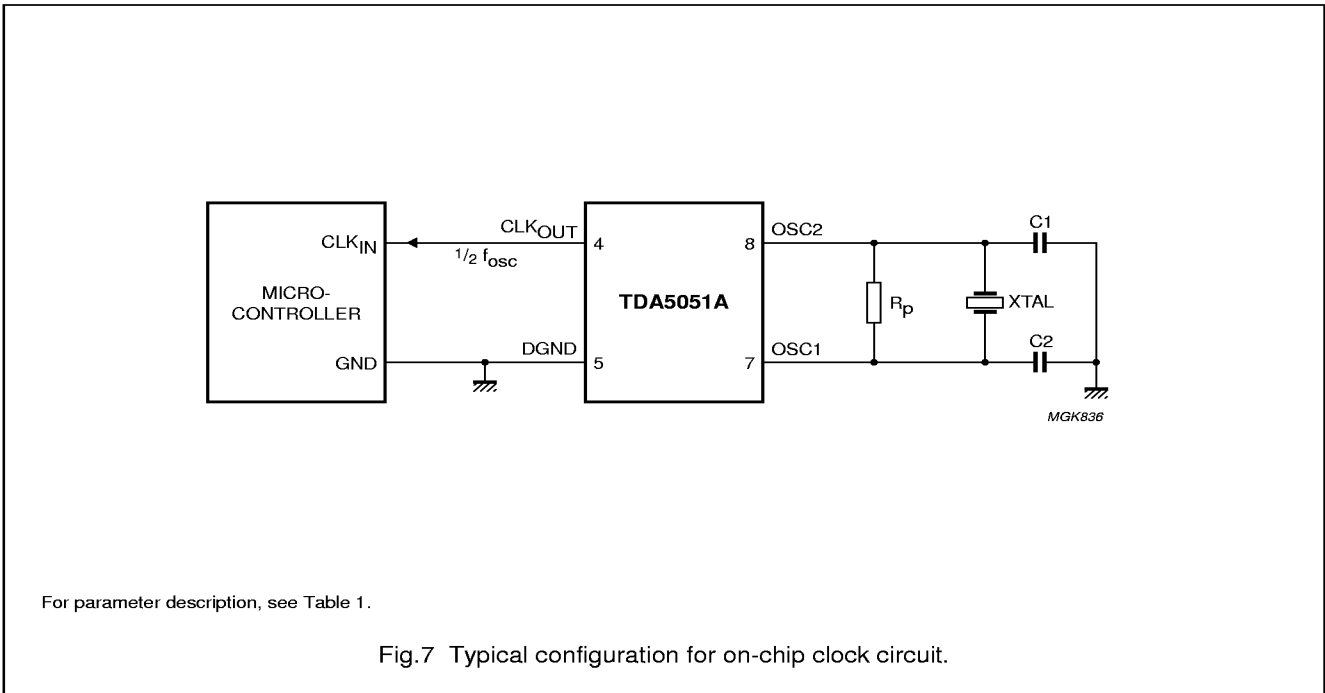 CLKIN
MICRO-
CONTROLLER
GND
CLKOUT
1/2 fosc
DGND
4
5
TDA5051A
8
7
OSC2
OSC1
Rp
XTAL
C1
C2
MGK836
For parameter description, see Table 1.
Fig.7 Typical configuration for on-chip clock circuit.